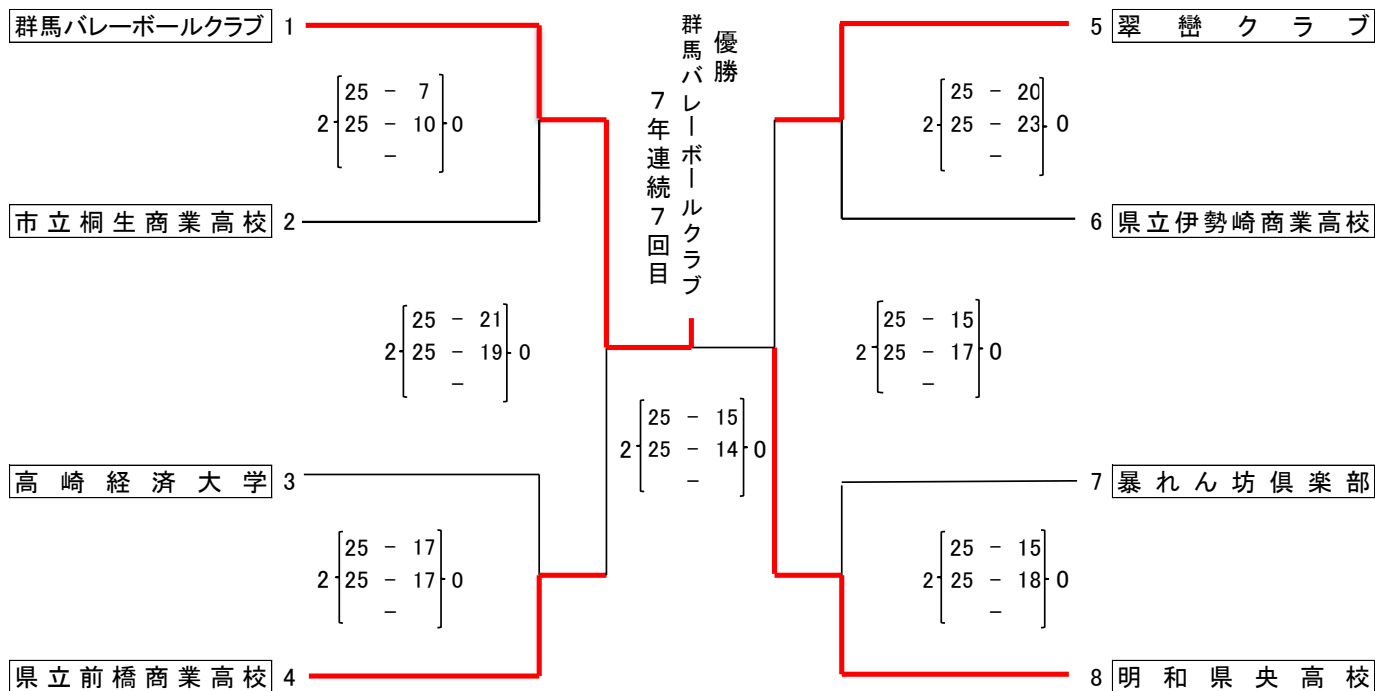 群馬バレーボールクラブ 1
25 - 7
2 25 - 10 0
-
市立桐生商業高校 2
25 - 21
2 25 - 19 0
-
高崎経済大学 3
25 - 17
2 25 - 17 0
-
県立前橋商業高校 4
優勝
群馬バレーボールクラブ
7年連続7回目
25 - 15
2 25 - 14 0
-
5 翠巒クラブ
25 - 20
2 25 - 23 0
-
6 県立伊勢崎商業高校
25 - 15
2 25 - 17 0
-
7 暴れん坊倶楽部
25 - 15
2 25 - 18 0
-
8 明和県央高校